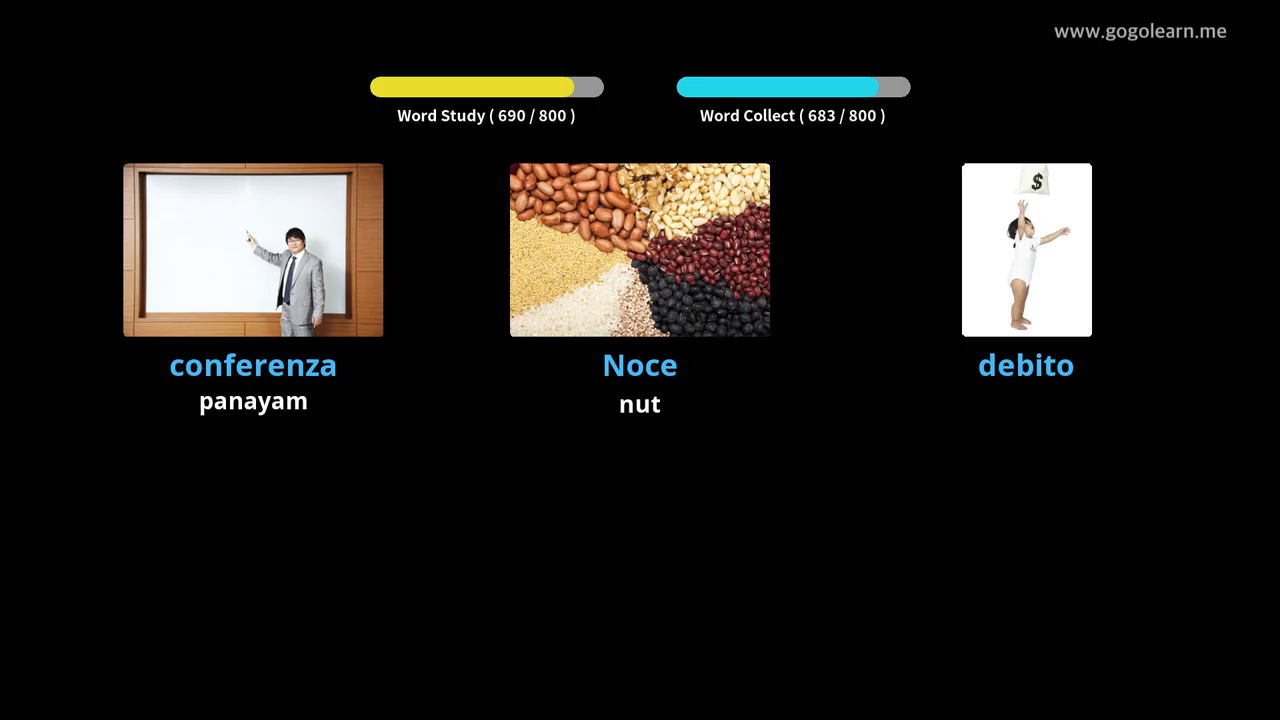 www.gogolearn.me
Word Study ( 690 / 800 )
Word Collect ( 683 / 800 )
$
conferenza
Noce
debito
panayam
nut